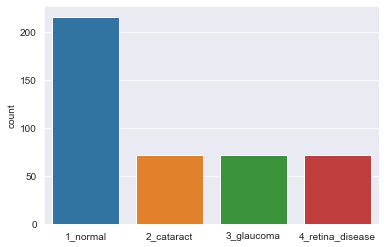 200
150
100
50
0
count
1_normal 2_cataract 3_glaucoma 4_retina_disease